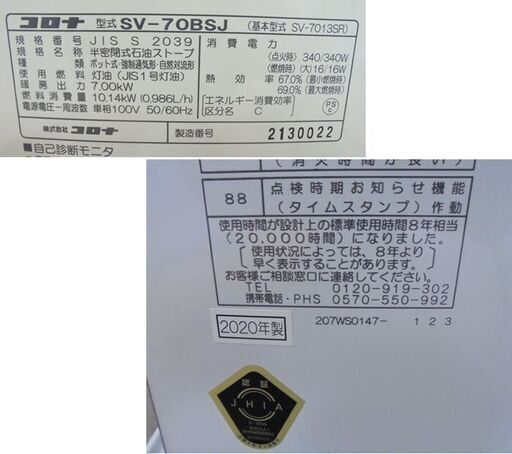 コロナ 型式 SV-70BSJ (基本型式 SV-7013SR)
規格番号 JIS S 2039
規格名称 半密閉式石油ストーブ
種類 ポット式・強制通気形・自然対流形
使用燃料 灯油(JIS1号灯油)
暖房出力 7.00kW
燃料消費量 10.14kW(0.986L/h)
電源電圧-周波数 単相100V 50/60Hz
消費電力
(点火時) 340/340W
(燃焼時)(大)16/16W
熱効率 67.0%(最小燃焼時)
69.0%(最大燃焼時)
[エネルギー消費効率]
区分名 C
PSC
株式会社 コロナ
製造番号 2130022
■自己診断モニタ
(消火時間が長い)
88 点検時期お知らせ機能
(タイムスタンプ)作動
使用時間が設計上の標準使用時間8年相当
(20,000時間)になりました。
[使用状況によっては、8年より
早く表示することがあります。]
お客様ご相談窓口に連絡してください。
TEL 0120-919-302
携帯電話・PHS 0570-550-992
2020年製
207WS0147- 123
認証
JHIA